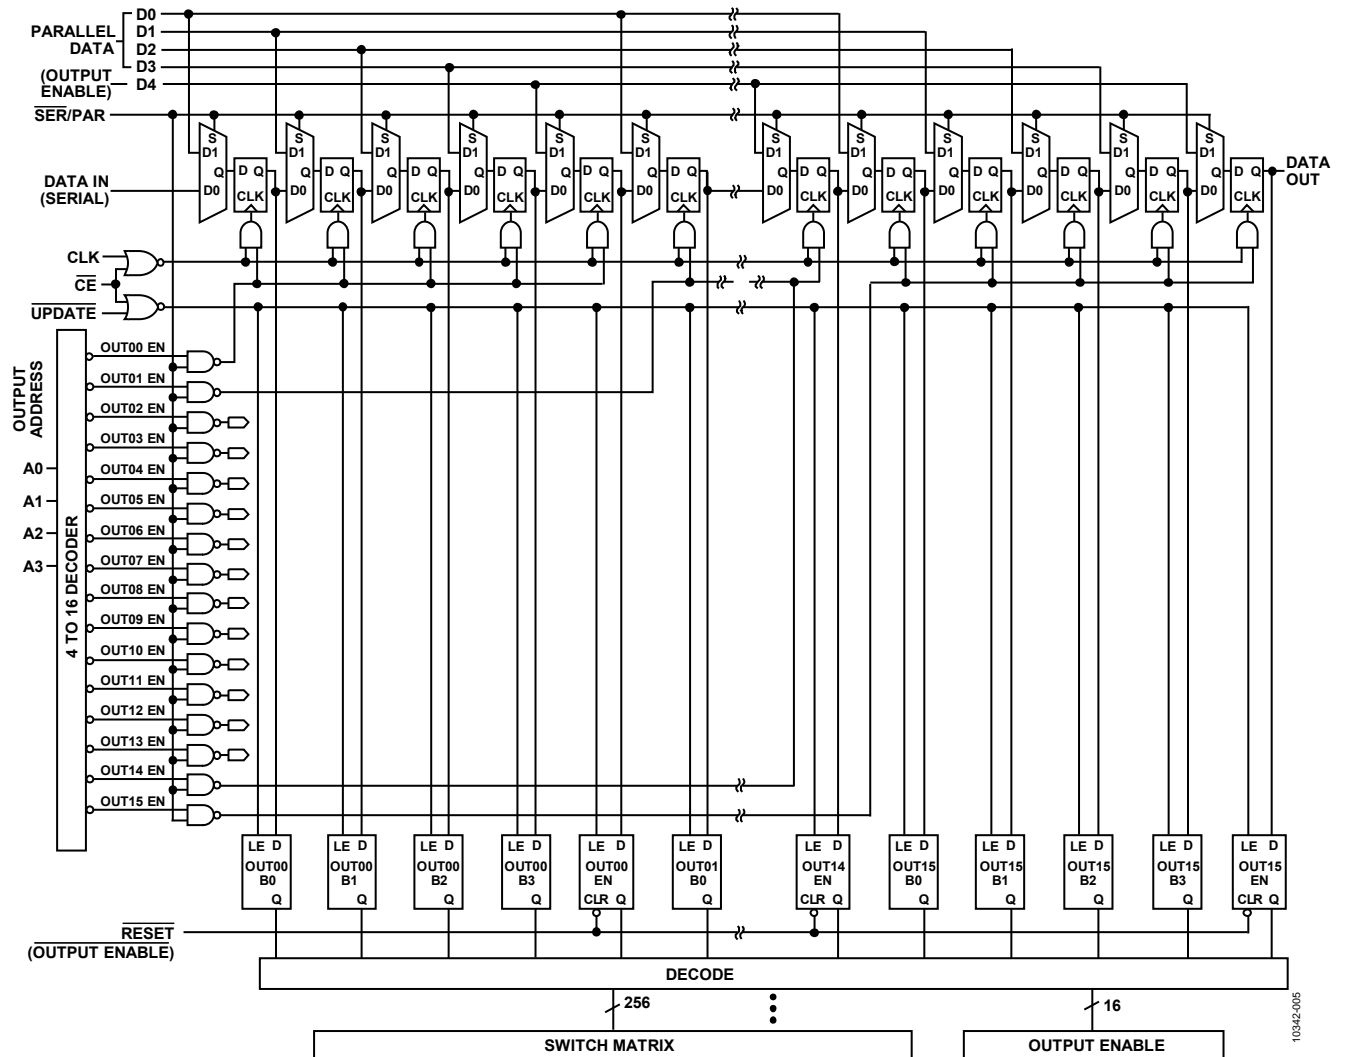 D0
PARALLEL DATA
D1
D2
D3
(OUTPUT ENABLE)
D4
SER/PAR
S S S S S S S S S S S S
D1 D1 D1 D1 D1 D1 D1 D1 D1 D1 D1 D1
Q Q Q Q Q Q Q Q Q Q Q Q
D Q D Q D Q D Q D Q D Q D Q D Q D Q D Q D Q D Q
DATA OUT
DATA IN (SERIAL)
D0 D0 D0 D0 D0 D0 D0 D0 D0 D0 D0 D0
CLK CLK CLK CLK CLK CLK CLK CLK CLK CLK CLK CLK
CLK
CE
UPDATE
OUTPUT ADDRESS
A0
A1
A2
A3
4 TO 16 DECODER
OUT00 EN
OUT01 EN
OUT02 EN
OUT03 EN
OUT04 EN
OUT05 EN
OUT06 EN
OUT07 EN
OUT08 EN
OUT09 EN
OUT10 EN
OUT11 EN
OUT12 EN
OUT13 EN
OUT14 EN
OUT15 EN
LE D LE D LE D LE D LE D LE D LE D LE D LE D LE D LE D LE D
OUT00 OUT00 OUT00 OUT00 OUT00 OUT01 OUT14 OUT15 OUT15 OUT15 OUT15 OUT15
B0 B1 B2 B3 EN B0 EN B0 B1 B2 B3 EN
Q Q Q Q CLR Q Q CLR Q Q Q Q Q CLR Q
RESET
(OUTPUT ENABLE)
DECODE
256
16
SWITCH MATRIX
OUTPUT ENABLE
10342-005